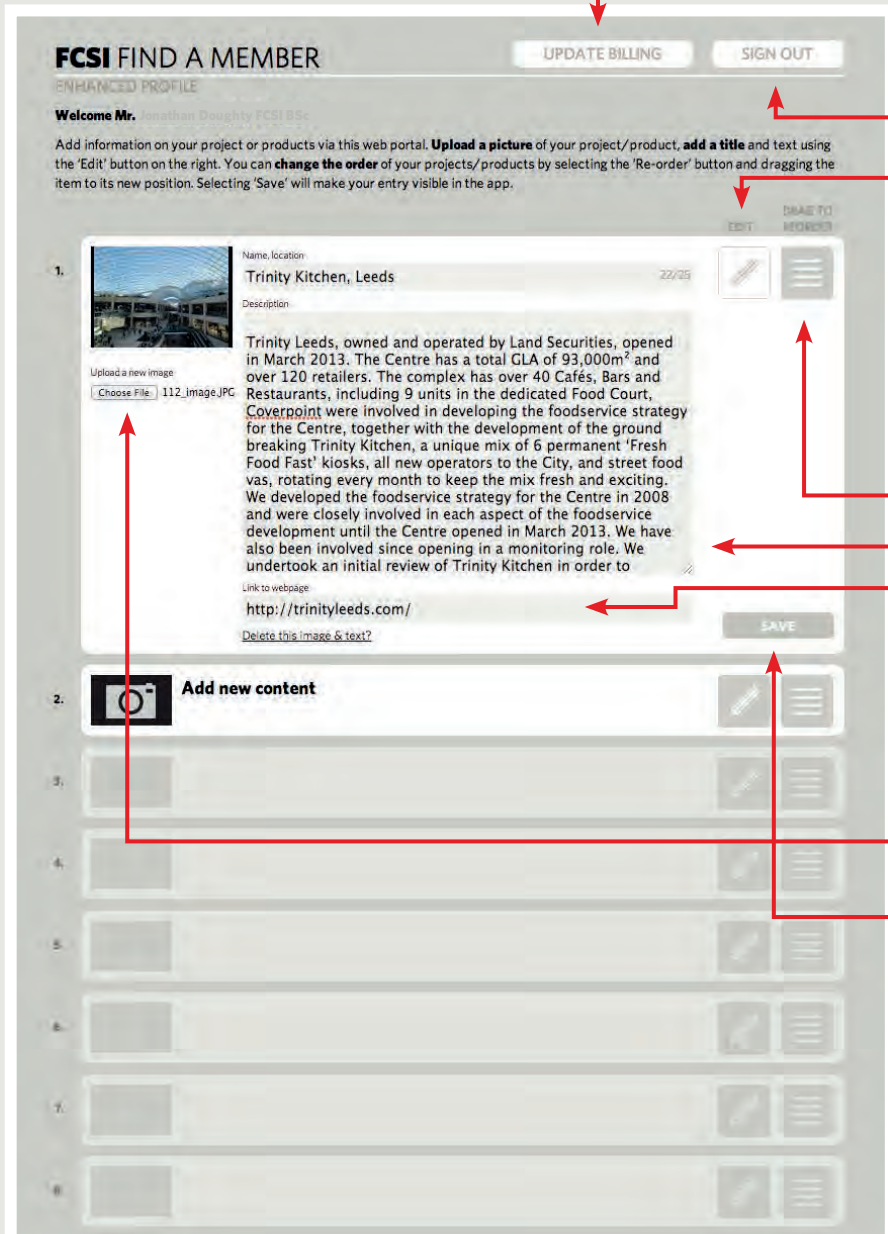 FCSI FIND A MEMBER
UPDATE BILLING
SIGN OUT
ENHANCED PROFILE
Welcome Mr. Jonathan Doughty FCSI BSc
Add information on your project or products via this web portal. Upload a picture of your project/product, add a title and text using
the 'Edit' button on the right. You can change the order of your projects/products by selecting the 'Re-order' button and dragging the
item to its new position. Selecting 'Save' will make your entry visible in the app.
EDIT
DRAG TO
REORDER
1.
Name, location
Trinity Kitchen, Leeds
22/25
Description
Trinity Leeds, owned and operated by Land Securities, opened
in March 2013. The Centre has a total GLA of 93,000m² and
over 120 retailers. The complex has over 40 Cafés, Bars and
Restaurants, including 9 units in the dedicated Food Court,
Coverpoint were involved in developing the foodservice strategy
for the Centre, together with the development of the ground
breaking Trinity Kitchen, a unique mix of 6 permanent 'Fresh
Food Fast' kiosks, all new operators to the City, and street food
vas, rotating every month to keep the mix fresh and exciting.
We developed the foodservice strategy for the Centre in 2008
and were closely involved in each aspect of the foodservice
development until the Centre opened in March 2013. We have
also been involved since opening in a monitoring role. We
undertook an initial review of Trinity Kitchen in order to
Upload a new image
Choose File 112_image.JPG
Link to webpage
http://trinityleeds.com/
Delete this image & text?
SAVE
2.
Add new content
3.
4.
5.
6.
7.
8